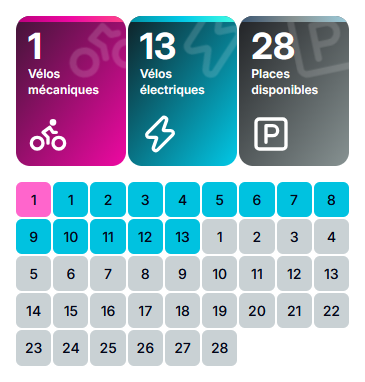 1 13 28
Vélos mécaniques Vélos électriques Places disponibles
P
1 1 2 3 4 5 6 7 8
9 10 11 12 13 1 2 3 4
5 6 7 8 9 10 11 12 13
14 15 16 17 18 19 20 21 22
23 24 25 26 27 28